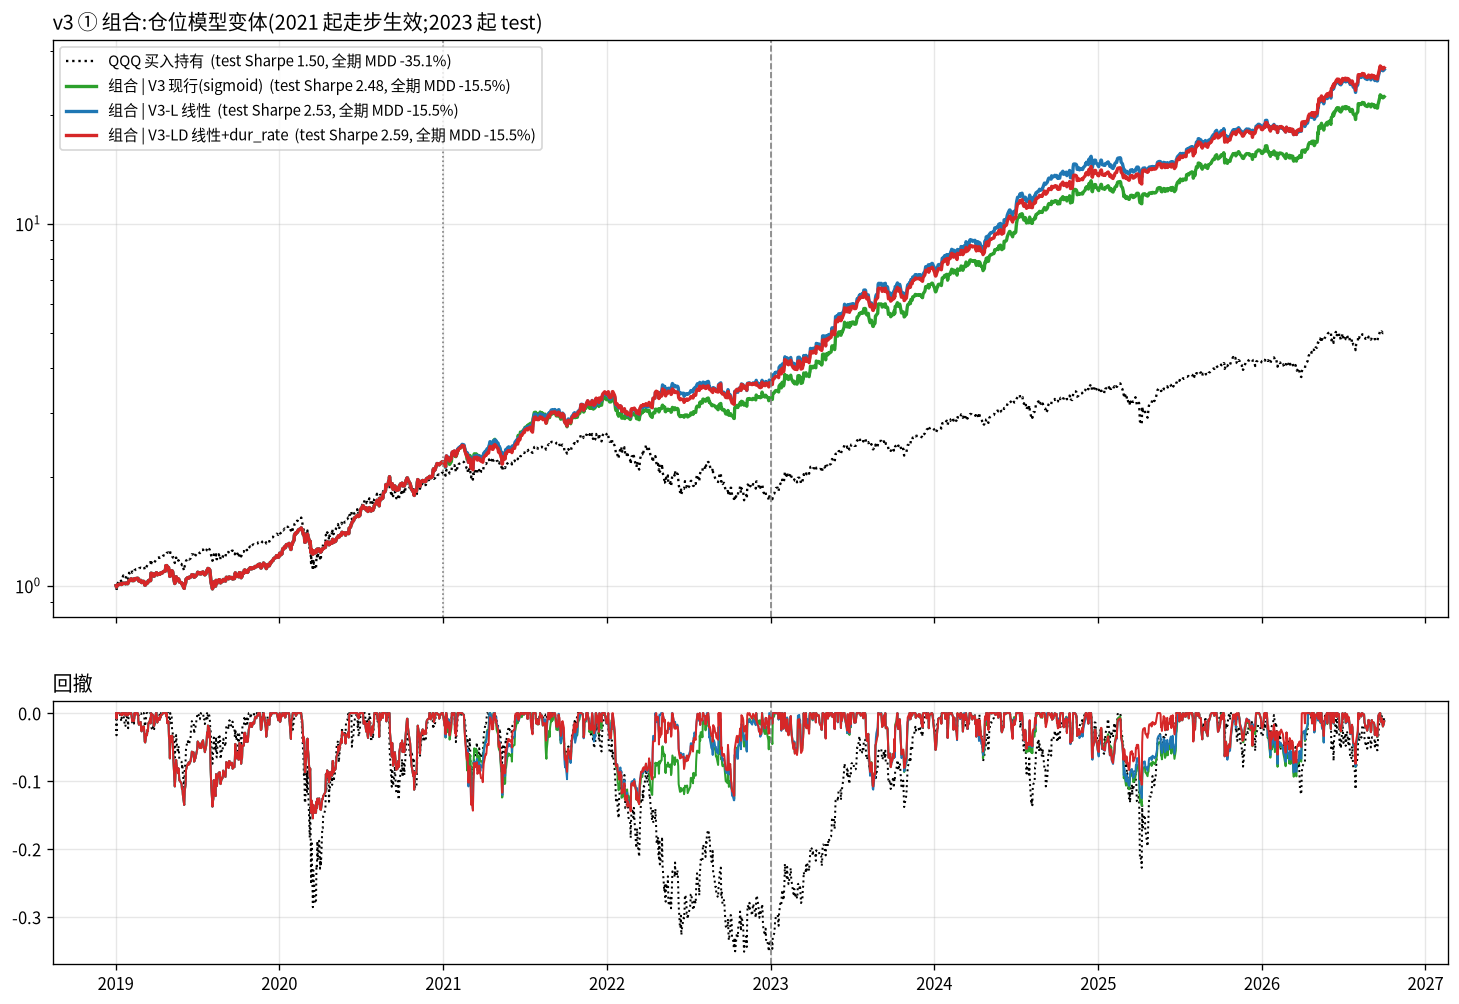 v3 ① 组合:仓位模型变体(2021 起走步生效;2023 起 test)
QQQ 买入持有 (test Sharpe 1.50, 全期 MDD -35.1%)
组合 | V3 现行(sigmoid) (test Sharpe 2.48, 全期 MDD -15.5%)
组合 | V3-L 线性 (test Sharpe 2.53, 全期 MDD -15.5%)
组合 | V3-LD 线性+dur_rate (test Sharpe 2.59, 全期 MDD -15.5%)
10¹
10⁰
回撤
0.0
-0.1
-0.2
-0.3
2019 2020 2021 2022 2023 2024 2025 2026 2027